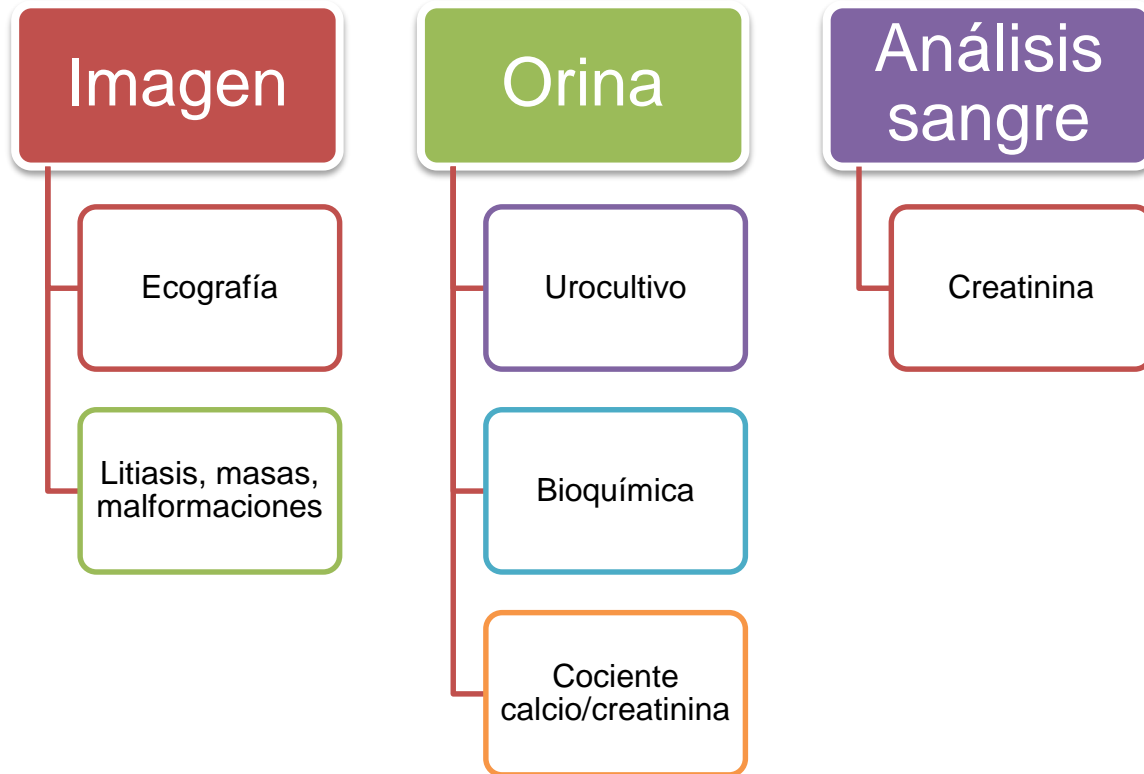 Imagen
Ecografía
Litiasis, masas,
malformaciones
Orina
Urocultivo
Bioquímica
Cociente
calcio/creatinina
Análisis
sangre
Creatinina